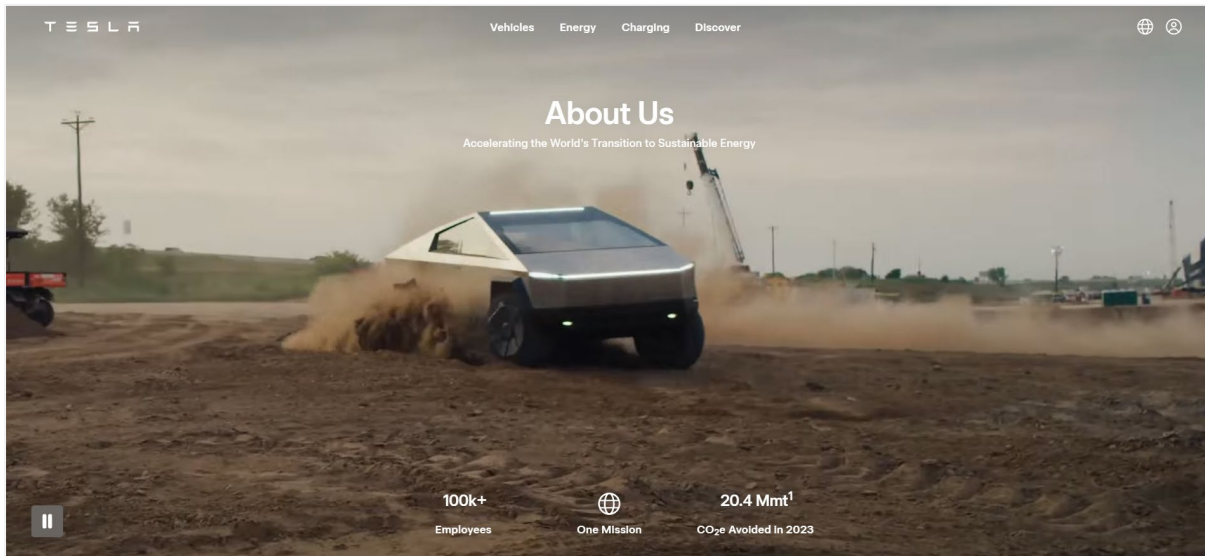 TESLA
Vehicles Energy Charging Discover
About Us
Accelerating the World's Transition to Sustainable Energy
100k+ 20.4 Mmt¹
Employees One Mission CO₂e Avoided in 2023